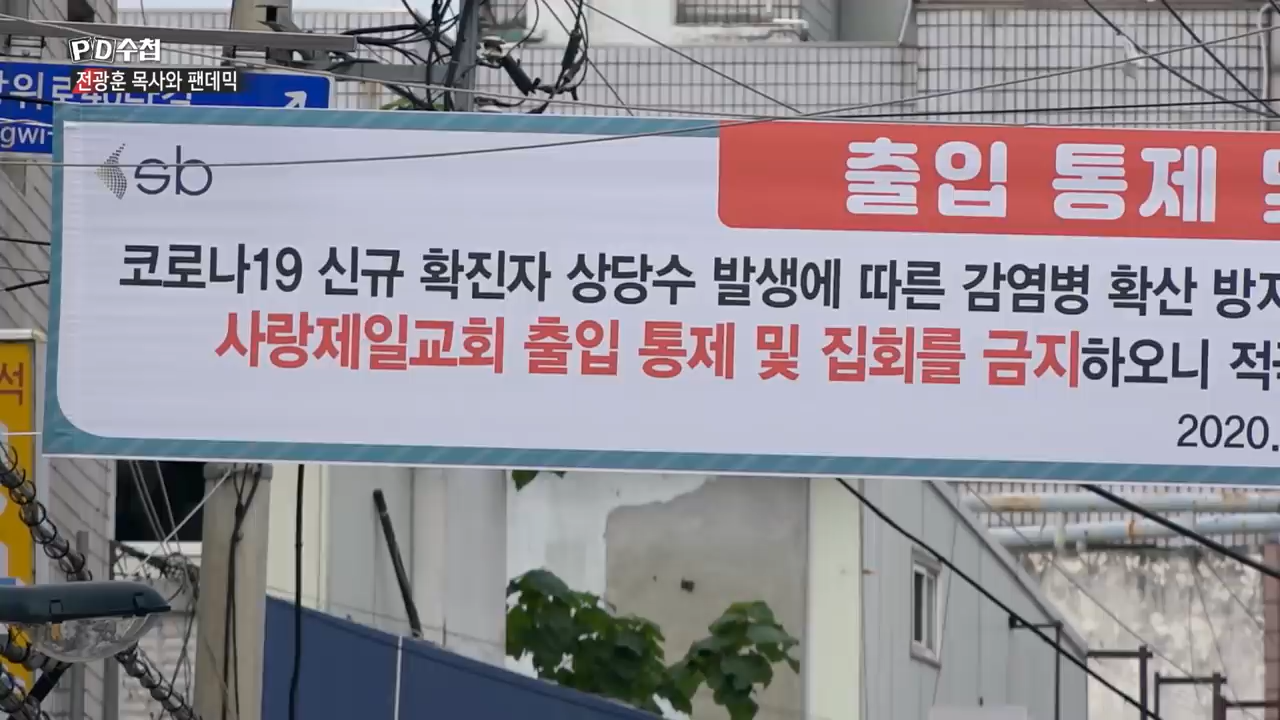 PD수첩
전광훈 목사와 팬데믹
sb
출입 통제
코로나19 신규 확진자 상당수 발생에 따른 감염병 확산 방지
사랑제일교회 출입 통제 및 집회를 금지하오니
2020.
석